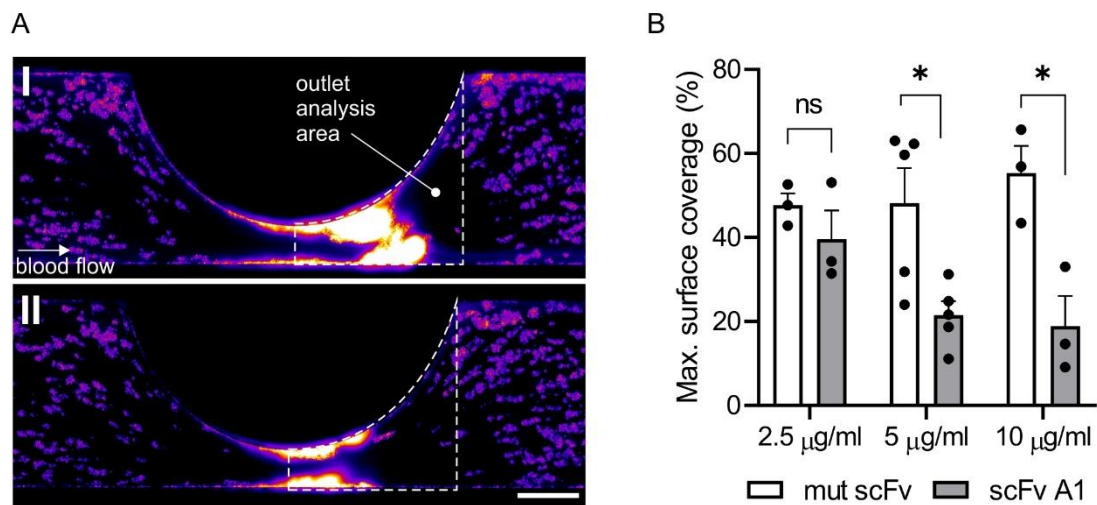 A
I
outlet
analysis
area
blood flow
II
B
Max. surface coverage (%)
80
60
40
20
0
ns
*
*
2.5 µg/ml
5 µg/ml
10 µg/ml
mut scFv
scFv A1